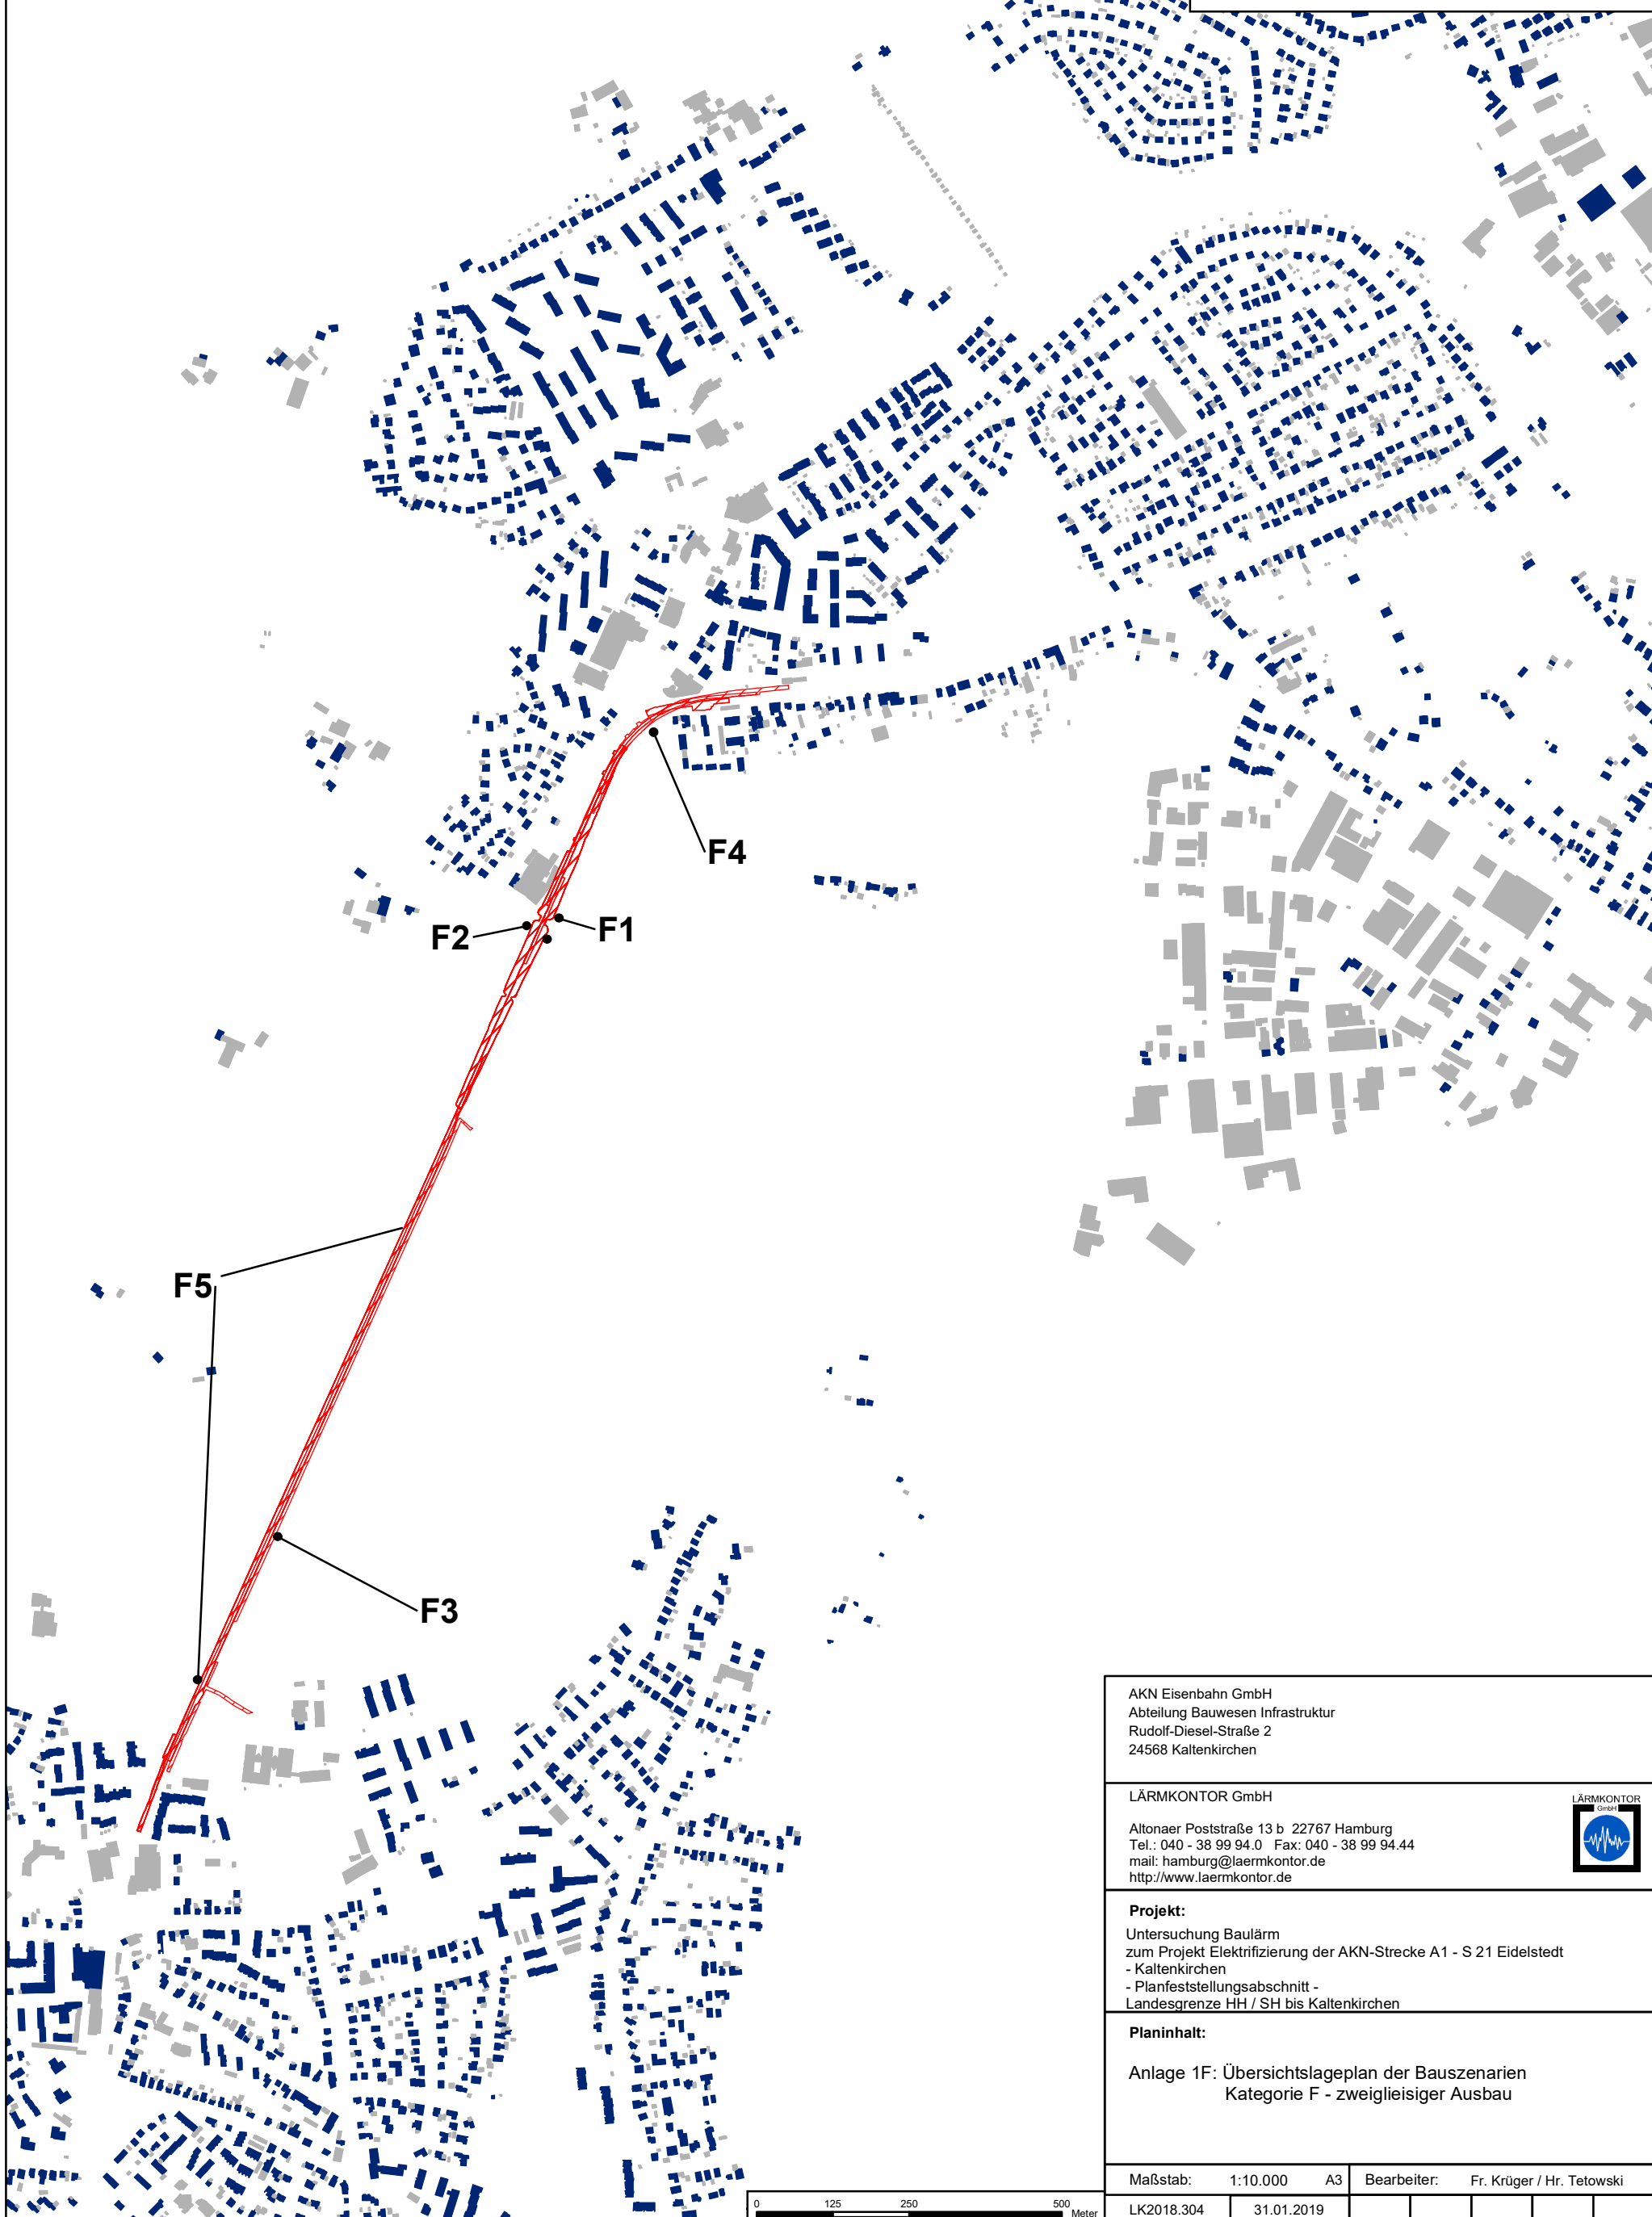 F4
F2
F1
F5
F3
AKN Eisenbahn GmbH
Abteilung Bauwesen Infrastruktur
Rudolf-Diesel-Straße 2
24568 Kaltenkirchen
LÄRMKONTOR GmbH
Altonaer Poststraße 13 b 22767 Hamburg
Tel.: 040 - 38 99 94.0 Fax: 040 - 38 99 94.44
mail: hamburg@laermkontor.de
http://www.laermkontor.de
LÄRMKONTOR
GmbH
Projekt:
Untersuchung Baulärm
zum Projekt Elektrifizierung der AKN-Strecke A1 - S 21 Eidelstedt
- Kaltenkirchen
- Planfeststellungsabschnitt -
Landesgrenze HH / SH bis Kaltenkirchen
Planinhalt:
Anlage 1F: Übersichtslageplan der Bauszenarien
Kategorie F - zweiglieisiger Ausbau
Maßstab: 1:10.000 A3 Bearbeiter: Fr. Krüger / Hr. Tetowski
LK2018.304 31.01.2019
0 125 250 500
Meter